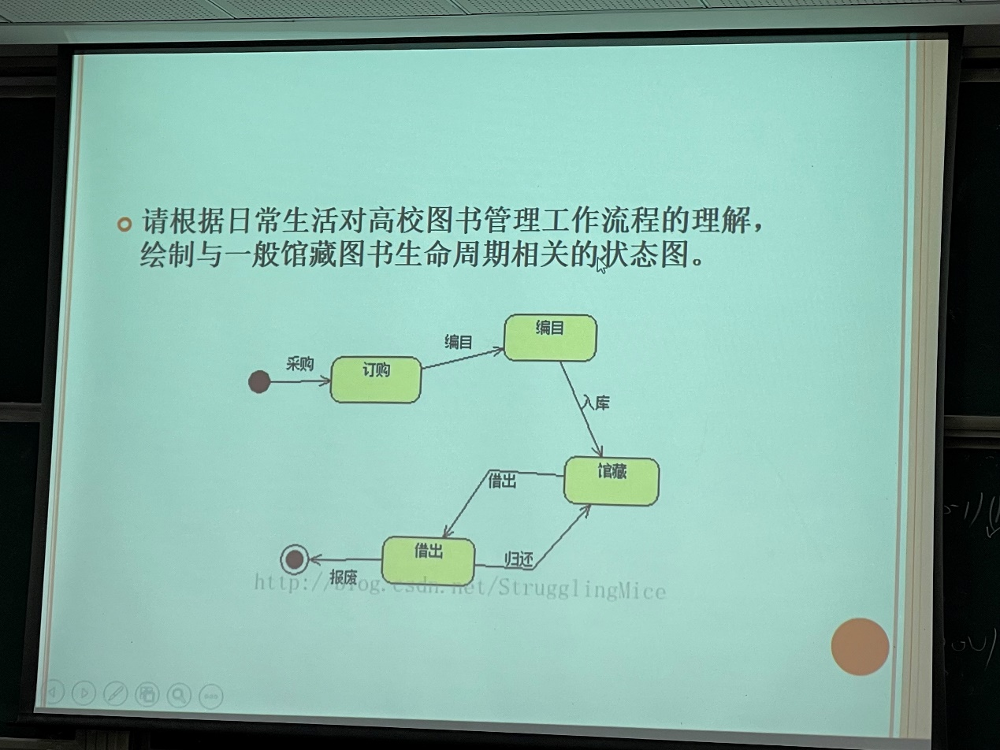 请根据日常生活对高校图书管理工作流程的理解，
绘制与一般馆藏图书生命周期相关的状态图。
采购
订购
编目
编目
入库
馆藏
借出
借出
归还
报废
http://blog.csdn.net/StrugglingMice